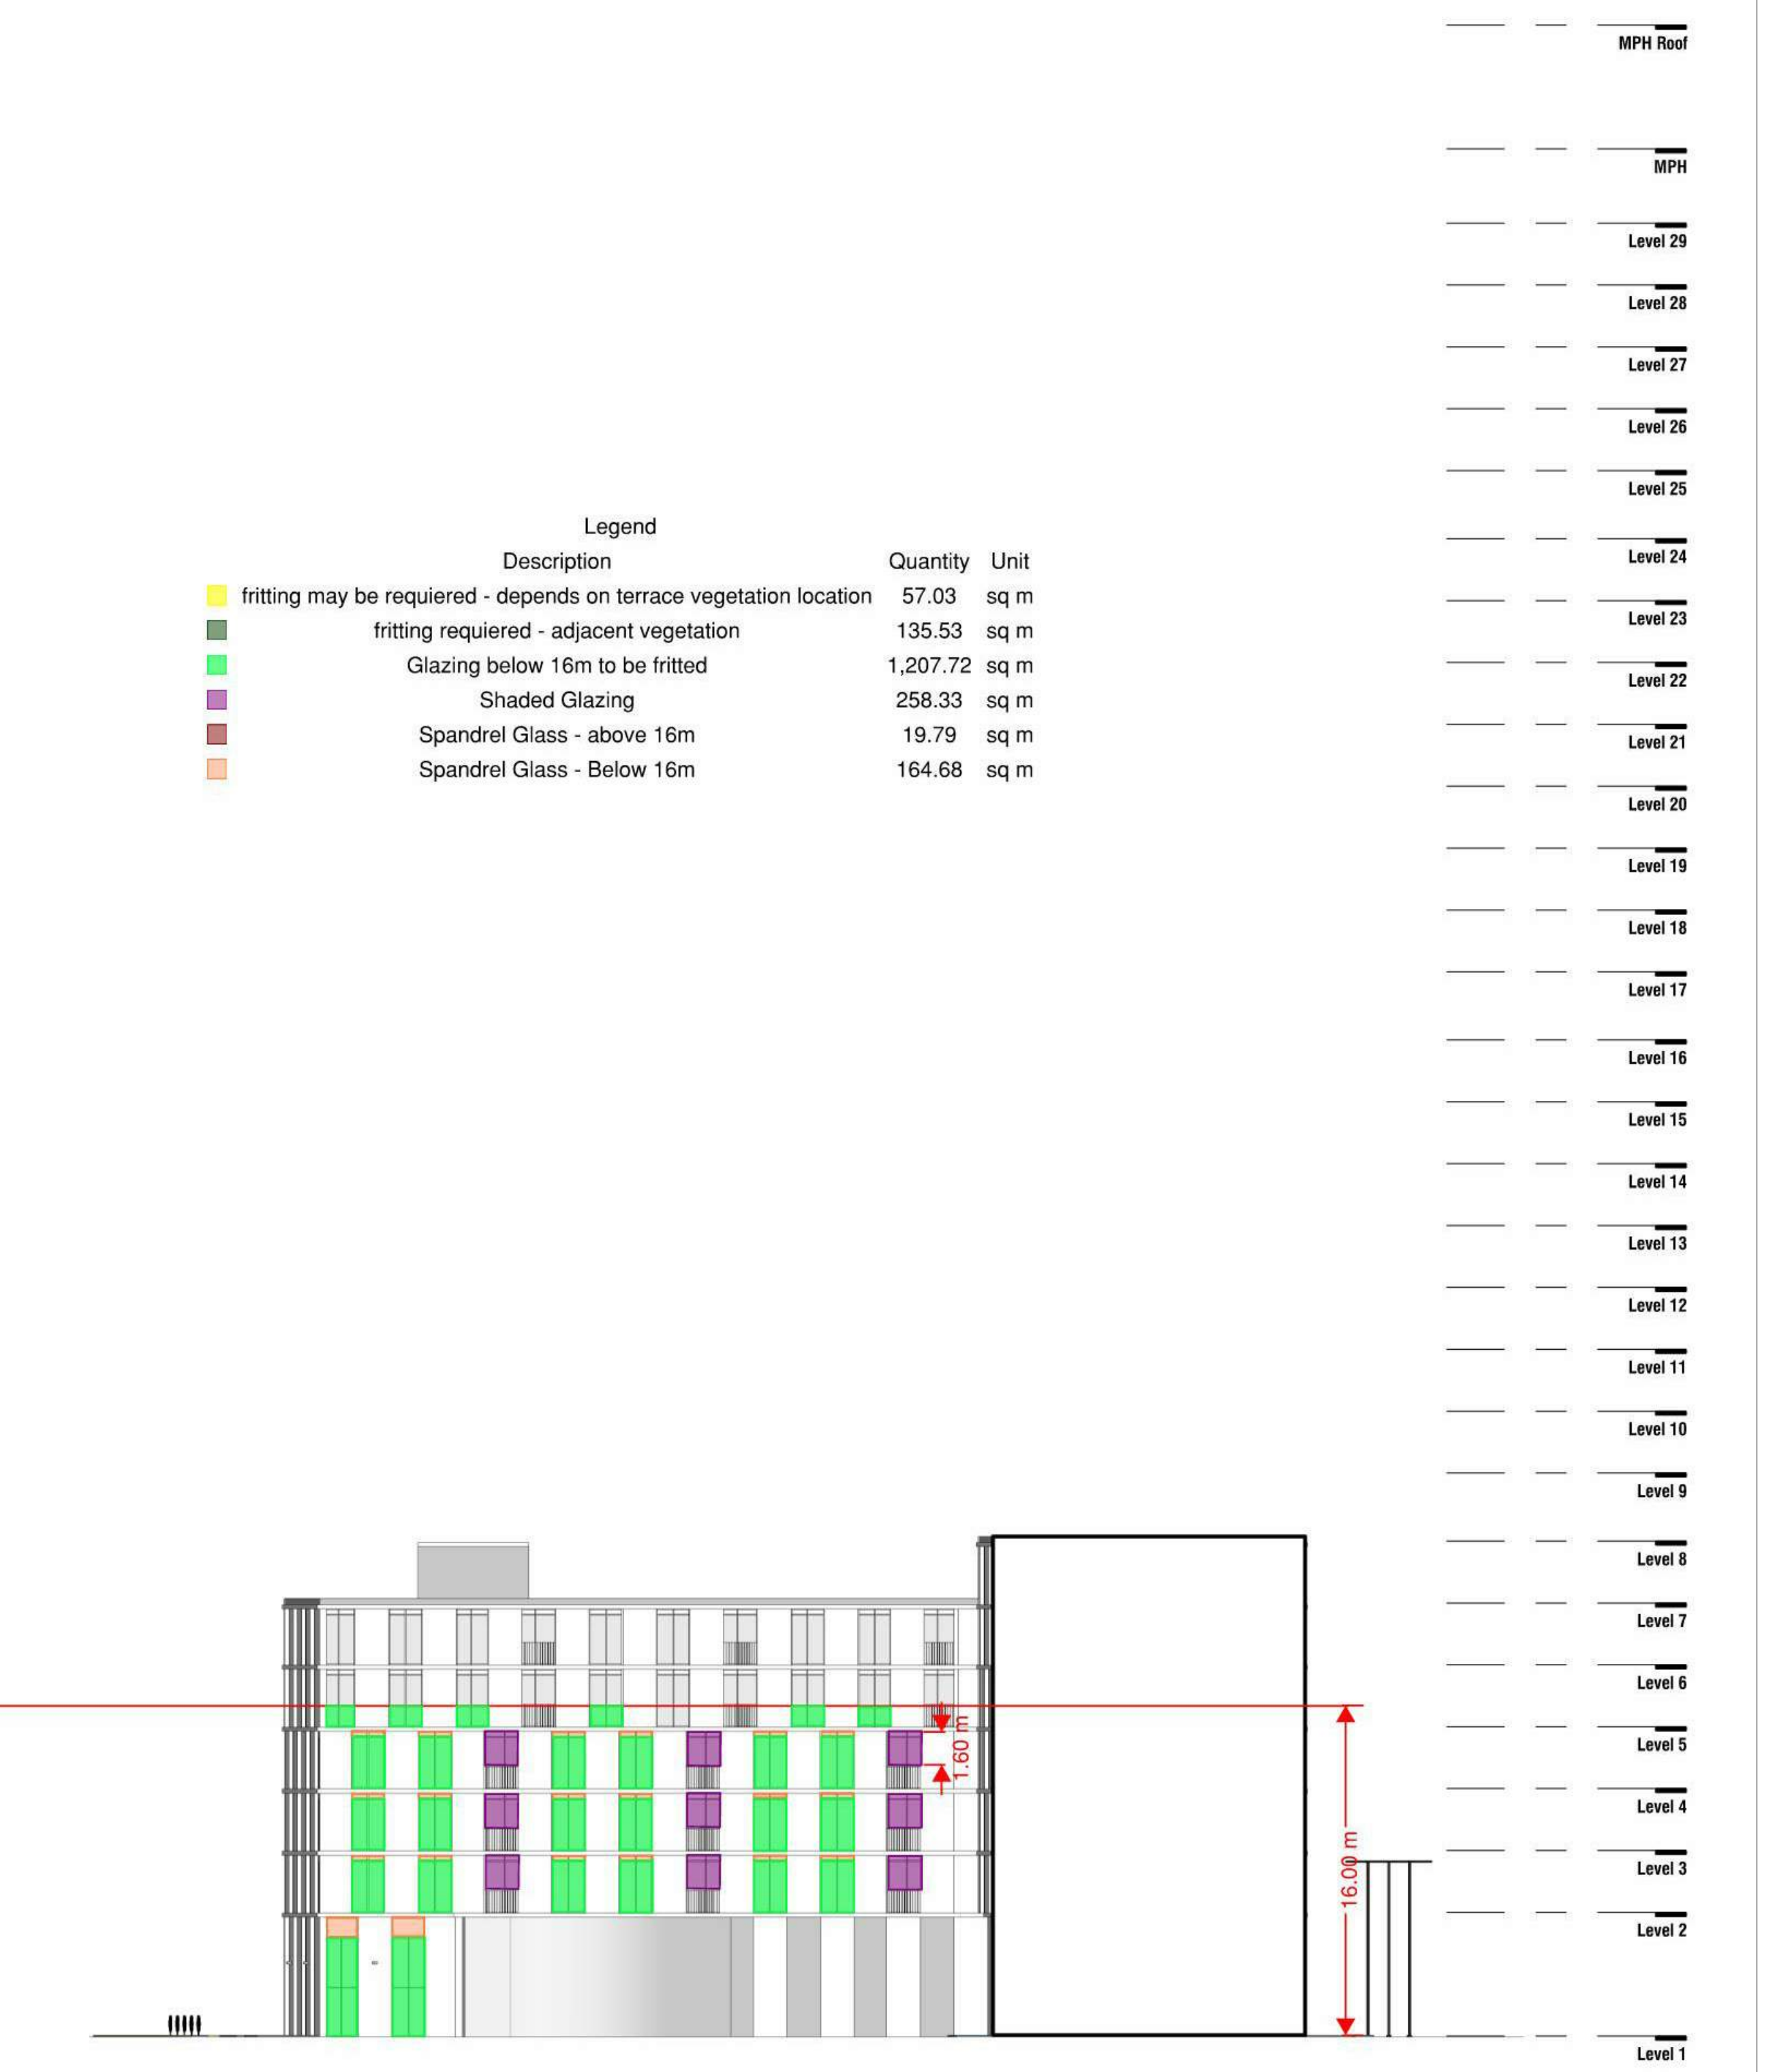 MPH Roof
MPH
Level 29
Level 28
Level 27
Level 26
Level 25
Legend
Description Quantity Unit
Level 24
fritting may be requiered - depends on terrace vegetation location 57.03 sq m
Level 23
fritting requiered - adjacent vegetation 135.53 sq m
Glazing below 16m to be fritted 1,207.72 sq m
Level 22
Shaded Glazing 258.33 sq m
Spandrel Glass - above 16m 19.79 sq m
Level 21
Spandrel Glass - Below 16m 164.68 sq m
Level 20
Level 19
Level 18
Level 17
Level 16
Level 15
Level 14
Level 13
Level 12
Level 11
Level 10
Level 9
Level 8
Level 7
Level 6
1.60 m
Level 5
Level 4
16.00 m
Level 3
Level 2
Level 1